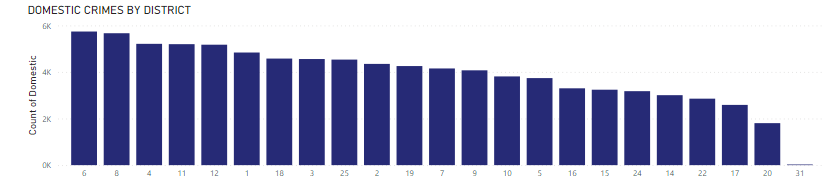 DOMESTIC CRIMES BY DISTRICT
6K
4K
2K
0K
Count of Domestic
6 8 4 11 12 1 18 3 25 2 19 7 9 10 5 16 15 24 14 22 17 20 31